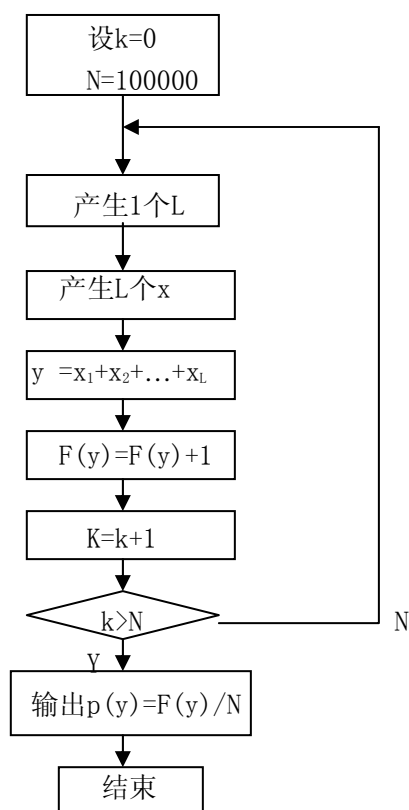 设k=0
N=100000
产生1个L
产生L个x
y =x₁+x₂+...+x_L
F(y)=F(y)+1
K=k+1
k>N
N
Y
输出p(y)=F(y)/N
结束